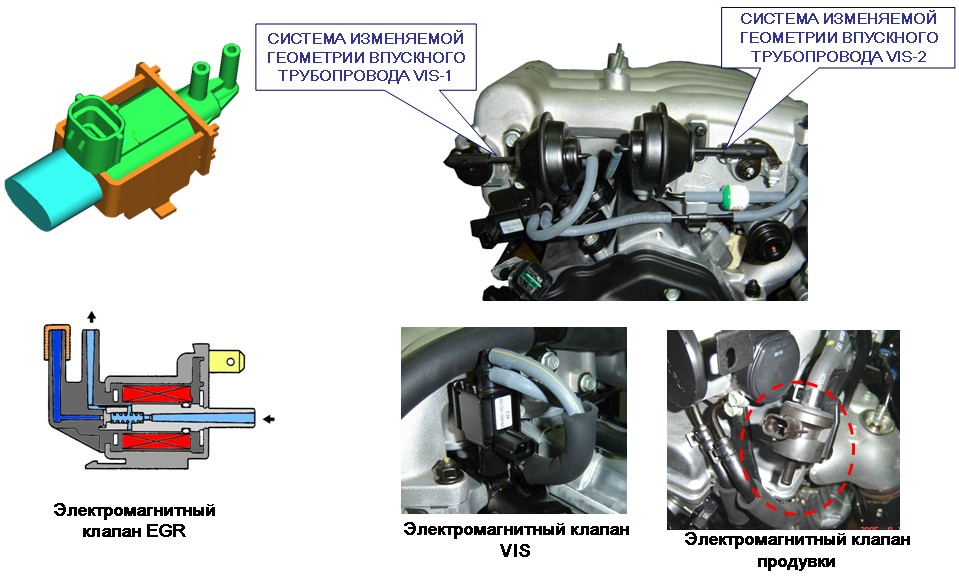 СИСТЕМА ИЗМЕНЯЕМОЙ
ГЕОМЕТРИИ ВПУСКНОГО
ТРУБОПРОВОДА VIS-1
СИСТЕМА ИЗМЕНЯЕМОЙ
ГЕОМЕТРИИ ВПУСКНОГО
ТРУБОПРОВОДА VIS-2
Электромагнитный
клапан EGR
Электромагнитный клапан
VIS
Электромагнитный клапан
продувки